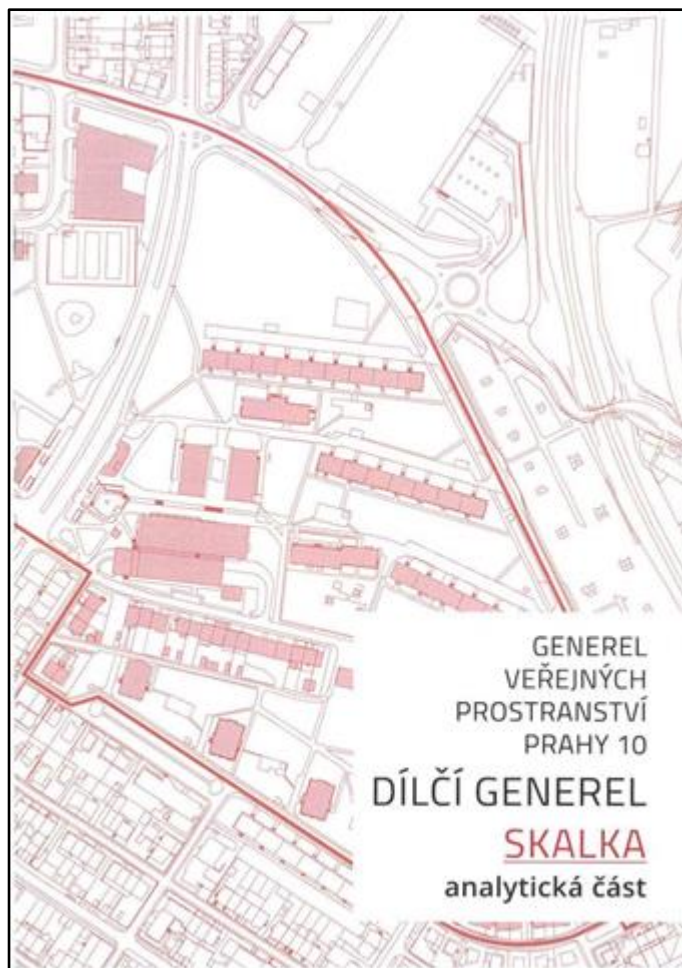 GENEREL
VEŘEJNÝCH
PROSTRANSTVÍ
PRAHY 10
DÍLČÍ GENEREL
SKALKA
analytická část